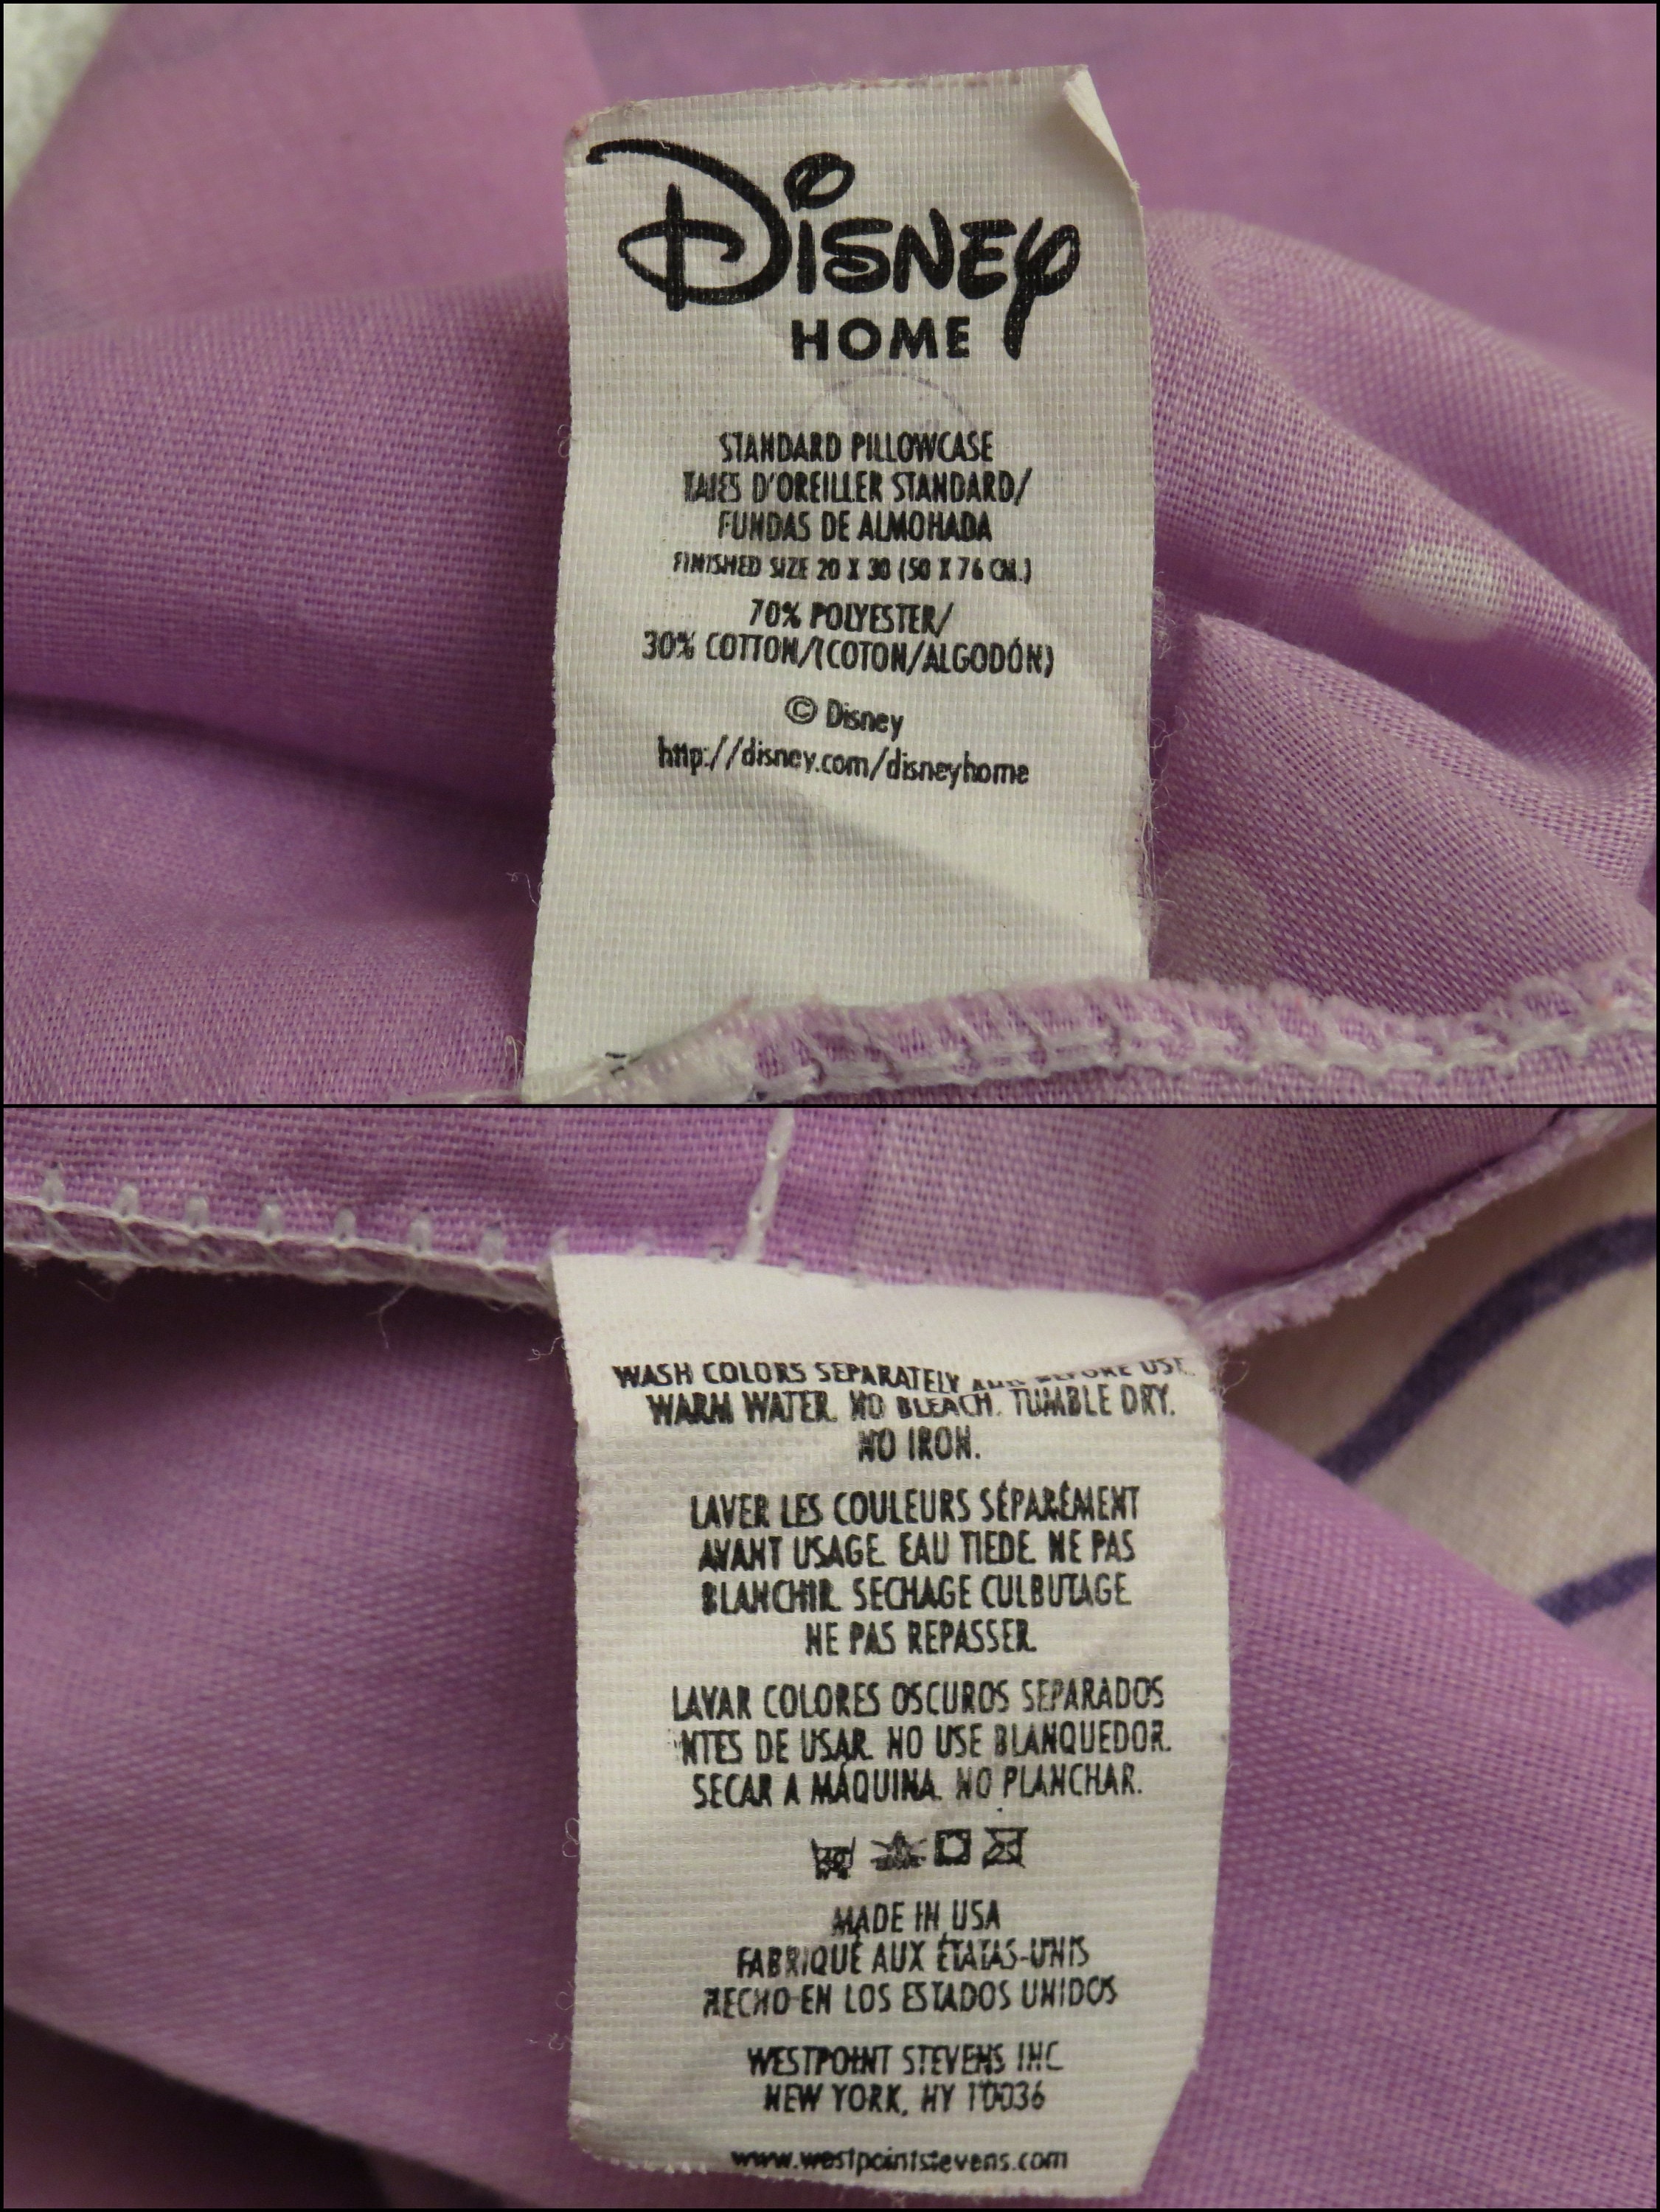 Disney
HOME
STANDARD PILLOWCASE
TAIES D'OREILLER STANDARD/
FUNDAS DE ALMOHADA
FINISHED SIZE 20 X 30 (50 X 76 CM.)
70% POLYESTER/
30% COTTON/(COTON/ALGODÓN)
© Disney
http://disney.com/disneyhome
WASH COLORS SEPARATELY BEFORE USE.
WARM WATER. NO BLEACH. TUMBLE DRY.
NO IRON.
LAVER LES COULEURS SÉPARÉMENT
AVANT USAGE. EAU TIEDE. NE PAS
BLANCHIR. SECHAGE CULBUTAGE.
NE PAS REPASSER.
LAVAR COLORES OSCUROS SEPARADOS
NTES DE USAR. NO USE BLANQUEDOR.
SECAR A MÁQUINA. NO PLANCHAR.
MADE IN USA
FABRIQUÉ AUX ÉTATAS-UNIS
HECHO EN LOS ESTADOS UNIDOS
WESTPOINT STEVENS INC
NEW YORK, NY 10036
www.westpointstevens.com